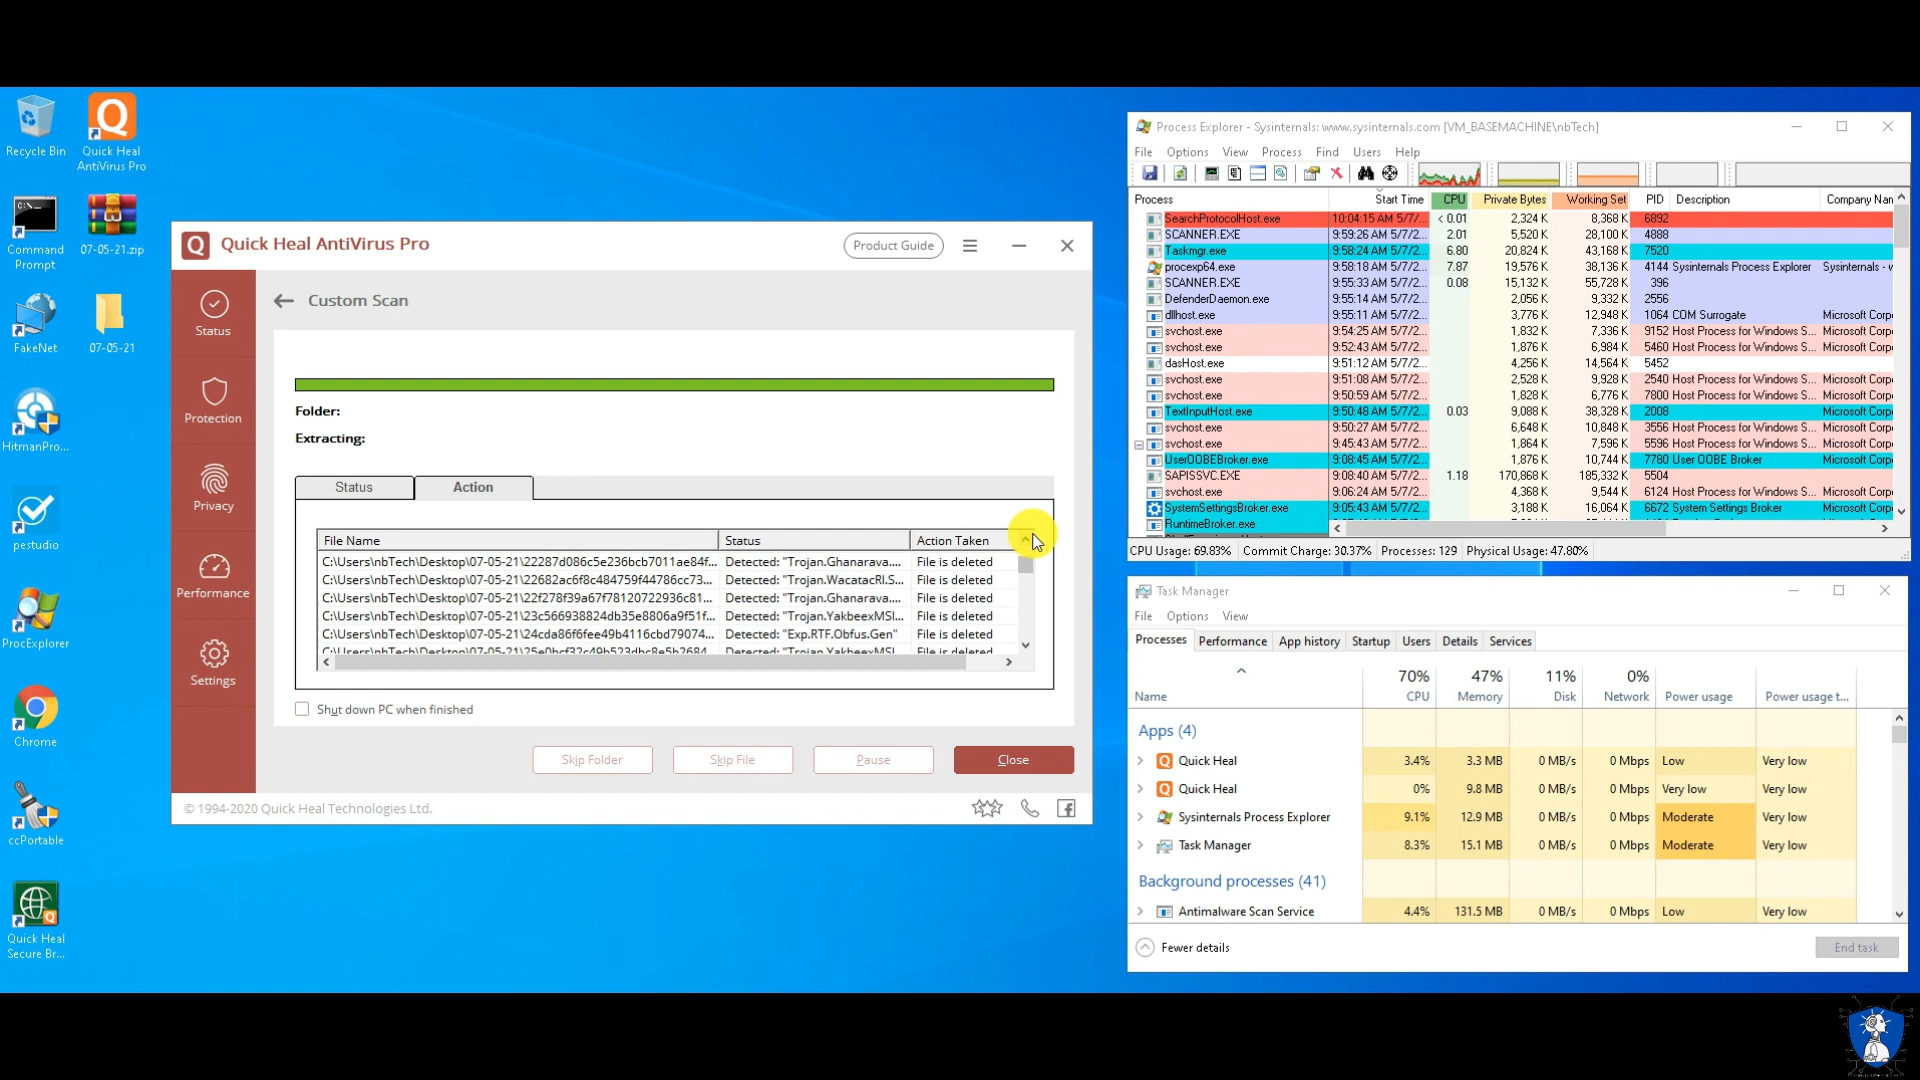 Recycle Bin
Quick Heal
AntiVirus Pro
Command
Prompt
07-05-21.zip
FakeNet
07-05-21
HitmanPro...
pestudio
ProcExplorer
Chrome
ccPortable
Quick Heal
Secure Br...
Quick Heal AntiVirus Pro
Product Guide
Status
Protection
Privacy
Performance
Settings
Custom Scan
Folder:
Extracting:
Status Action
File Name Status Action Taken
C:\Users\nbTech\Desktop\07-05-21\22287d086c5e236bcb7011ae84f... Detected: "Trojan.Ghanarava.... File is deleted
C:\Users\nbTech\Desktop\07-05-21\22682ac6f8c484759f44786cc73... Detected: "Trojan.WacatacRI.S... File is deleted
C:\Users\nbTech\Desktop\07-05-21\22f278f39a67f78120722936c81... Detected: "Trojan.Ghanarava.... File is deleted
C:\Users\nbTech\Desktop\07-05-21\23c566938824db35e8806a9f51f... Detected: "Trojan.YakbeexMSI... File is deleted
C:\Users\nbTech\Desktop\07-05-21\24cda86f6fee49b4116cbd79074... Detected: "Exp.RTF.Obfus.Gen" File is deleted
C:\Users\nbTech\Desktop\07-05-21\25e0bcf32c49b523dbc8e5b2684... Detected: "Trojan.YakbeexMSI... File is deleted
Shut down PC when finished
Skip Folder Skip File Pause Close
© 1994-2020 Quick Heal Technologies Ltd.
Process Explorer - Sysinternals: www.sysinternals.com [VM_BASEMACHINE\nbTech]
File Options View Process Find Users Help
Process Start Time CPU Private Bytes Working Set PID Description Company Nan
SearchProtocolHost.exe 10:04:15 AM 5/7/2... < 0.01 2,324 K 8,368 K 6892
SCANNER.EXE 9:59:26 AM 5/7/2... 2.01 5,520 K 28,100 K 4888
Taskmgr.exe 9:58:24 AM 5/7/2... 6.80 20,824 K 43,168 K 7520
procexp64.exe 9:58:18 AM 5/7/2... 7.87 19,576 K 38,136 K 4144 Sysinternals Process Explorer Sysinternals - w
SCANNER.EXE 9:55:33 AM 5/7/2... 0.08 15,132 K 55,728 K 396
DefenderDaemon.exe 9:55:14 AM 5/7/2... 2,056 K 9,332 K 2556
dllhost.exe 9:55:11 AM 5/7/2... 3,776 K 12,948 K 1064 COM Surrogate Microsoft Corp
svchost.exe 9:54:25 AM 5/7/2... 1,832 K 7,336 K 9152 Host Process for Windows S... Microsoft Corp
svchost.exe 9:52:43 AM 5/7/2... 1,876 K 6,984 K 5460 Host Process for Windows S... Microsoft Corp
dasHost.exe 9:51:12 AM 5/7/2... 4,256 K 14,564 K 5452
svchost.exe 9:51:08 AM 5/7/2... 2,528 K 9,928 K 2540 Host Process for Windows S... Microsoft Corp
svchost.exe 9:50:59 AM 5/7/2... 1,828 K 6,776 K 7800 Host Process for Windows S... Microsoft Corp
TextInputHost.exe 9:50:48 AM 5/7/2... 0.03 9,088 K 38,328 K 2008 Microsoft Corp
svchost.exe 9:50:27 AM 5/7/2... 6,648 K 10,848 K 3556 Host Process for Windows S... Microsoft Corp
svchost.exe 9:45:43 AM 5/7/2... 1,864 K 7,596 K 5596 Host Process for Windows S... Microsoft Corp
UserOOBEBroker.exe 9:08:45 AM 5/7/2... 1,876 K 10,744 K 7780 User OOBE Broker Microsoft Corp
SAPISSVC.EXE 9:08:40 AM 5/7/2... 1.18 170,868 K 185,332 K 5504
svchost.exe 9:06:24 AM 5/7/2... 4,368 K 9,544 K 6124 Host Process for Windows S... Microsoft Corp
SystemSettingsBroker.exe 9:05:43 AM 5/7/2... 3,188 K 16,064 K 6672 System Settings Broker Microsoft Corp
RuntimeBroker.exe
CPU Usage: 69.83% Commit Charge: 30.37% Processes: 129 Physical Usage: 47.80%
Task Manager
File Options View
Processes Performance App history Startup Users Details Services
70% 47% 11% 0%
Name CPU Memory Disk Network Power usage Power usage t...
Apps (4)
Quick Heal 3.4% 3.3 MB 0 MB/s 0 Mbps Low Very low
Quick Heal 0% 9.8 MB 0 MB/s 0 Mbps Very low Very low
Sysinternals Process Explorer 9.1% 12.9 MB 0 MB/s 0 Mbps Moderate Very low
Task Manager 8.3% 15.1 MB 0 MB/s 0 Mbps Moderate Very low
Background processes (41)
Antimalware Scan Service 4.4% 131.5 MB 0 MB/s 0 Mbps Low Very low
Fewer details
End task